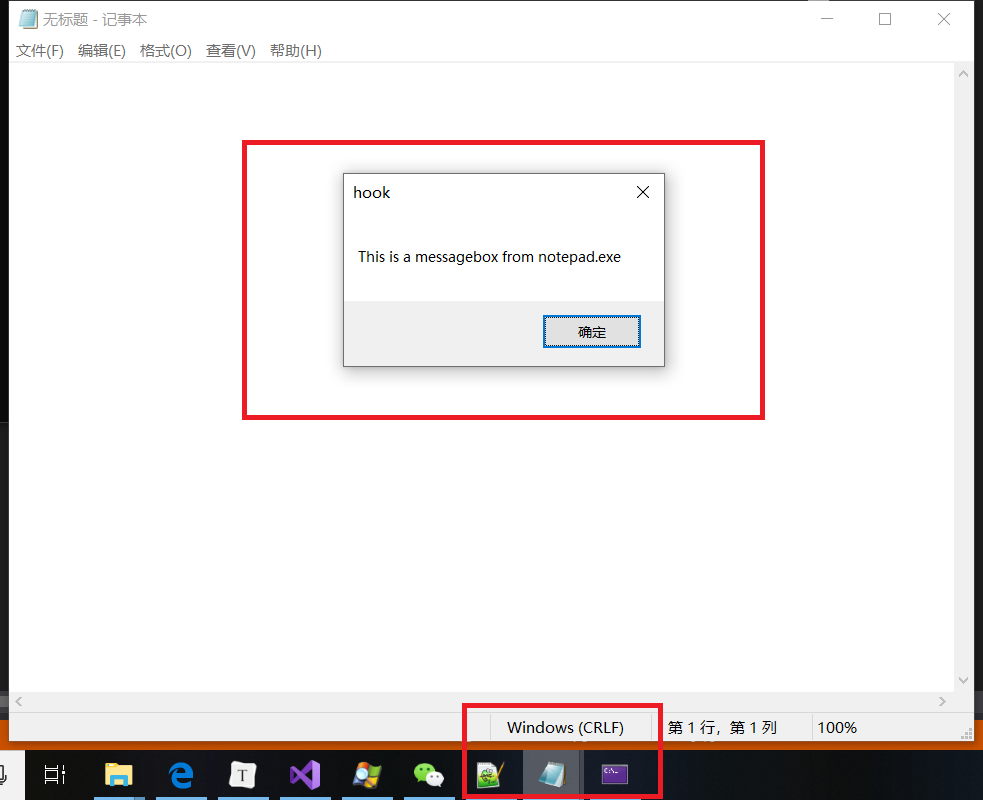 无标题 - 记事本
文件(F) 编辑(E) 格式(O) 查看(V) 帮助(H)
hook
This is a messagebox from notepad.exe
确定
Windows (CRLF) 第 1 行，第 1 列 100%
T
C:\.